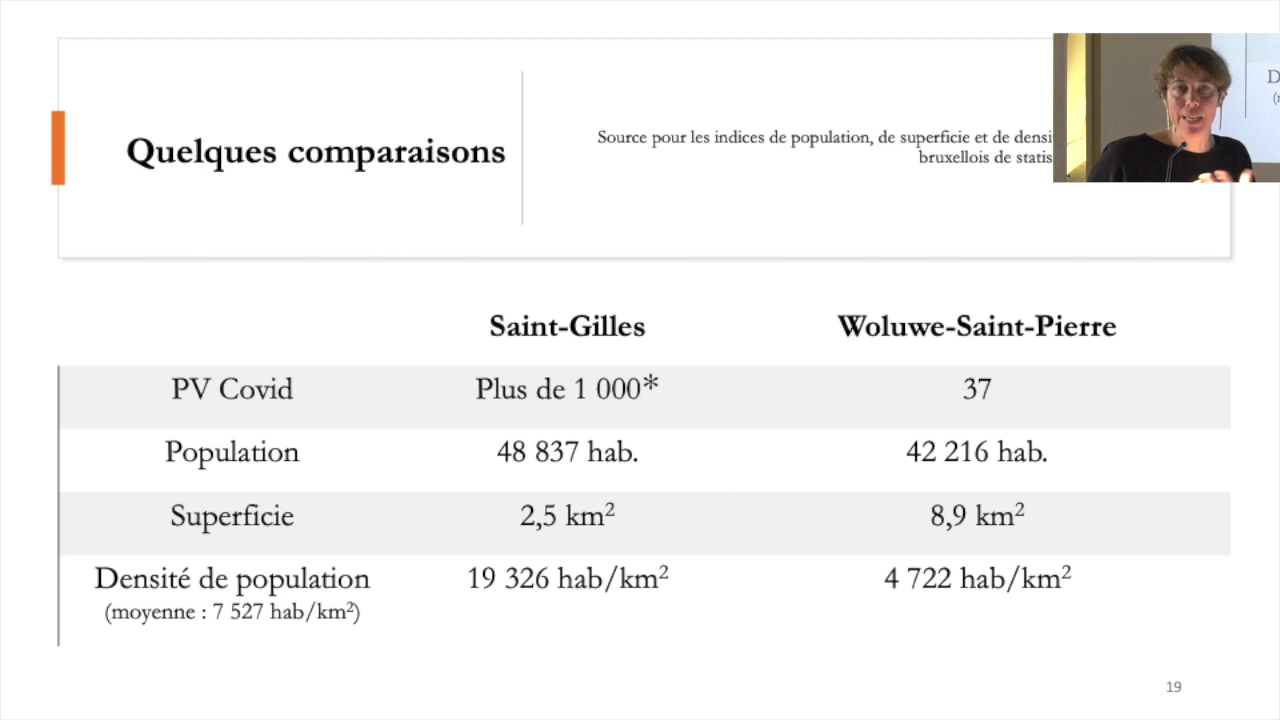 Quelques comparaisons
Source pour les indices de population, de superficie et de
bruxellois de
Saint-Gilles Woluwe-Saint-Pierre
PV Covid Plus de 1 000* 37
Population 48 837 hab. 42 216 hab.
Superficie 2,5 km² 8,9 km²
Densité de population 19 326 hab/km² 4 722 hab/km²
(moyenne : 7 527 hab/km²)
19